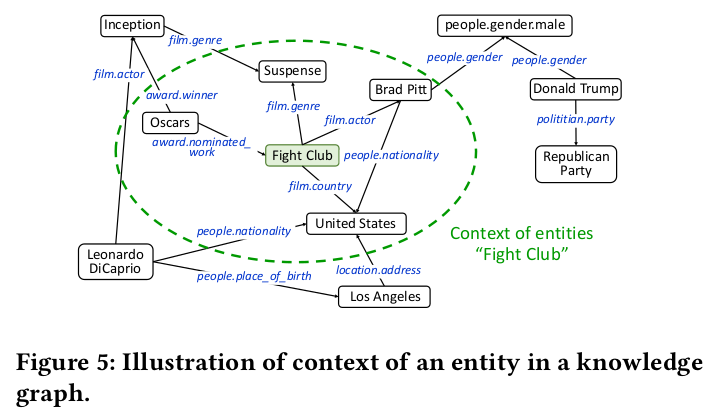 Inception
people.gender.male
film.genre
people.gender
people.gender
film.actor
Suspense
Brad Pitt
Donald Trump
award.winner
film.genre
Oscars
film.actor
polititian.party
award.nominated_
work
Fight Club
people.nationality
Republican
Party
film.country
United States
people.nationality
Context of entities
“Fight Club”
Leonardo
DiCaprio
people.place_of_birth
location.address
Los Angeles
Figure 5: Illustration of context of an entity in a knowledge
graph.